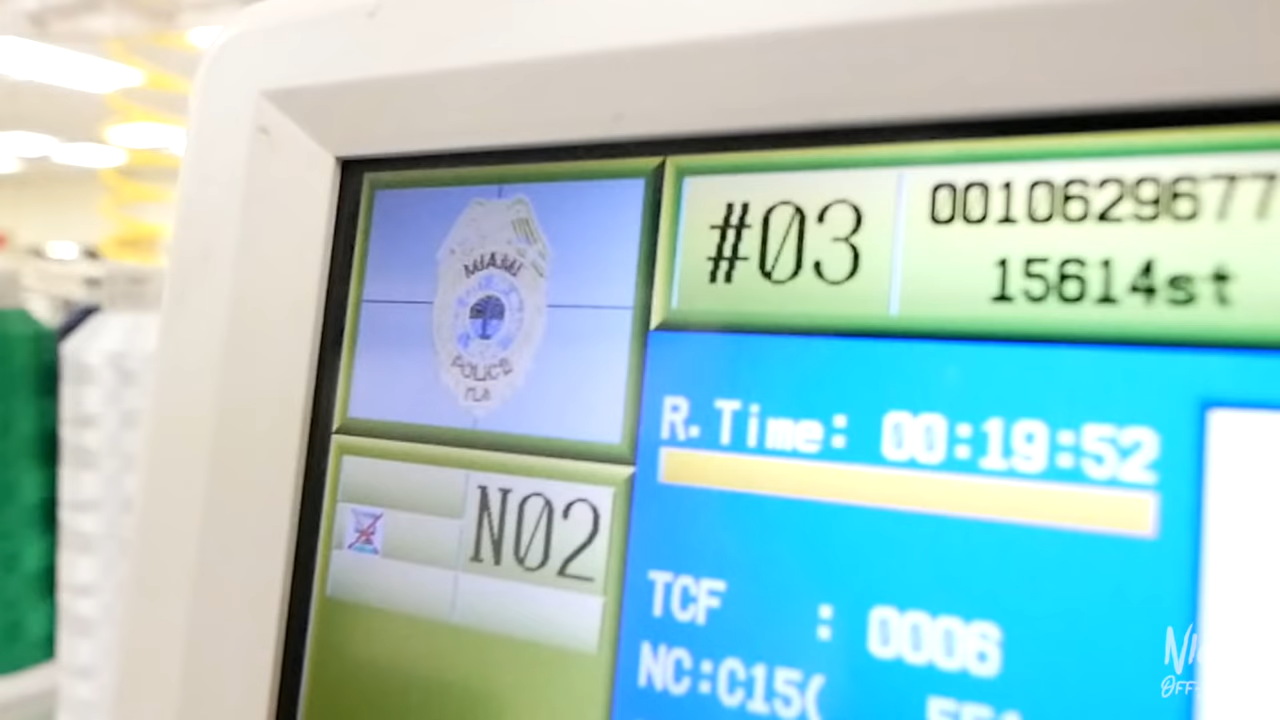 MIAMI
POLICE
FLA
#03
0010629677
15614st
R.Time: 00:19:52
N02
TCF : 0006
NC:C15(